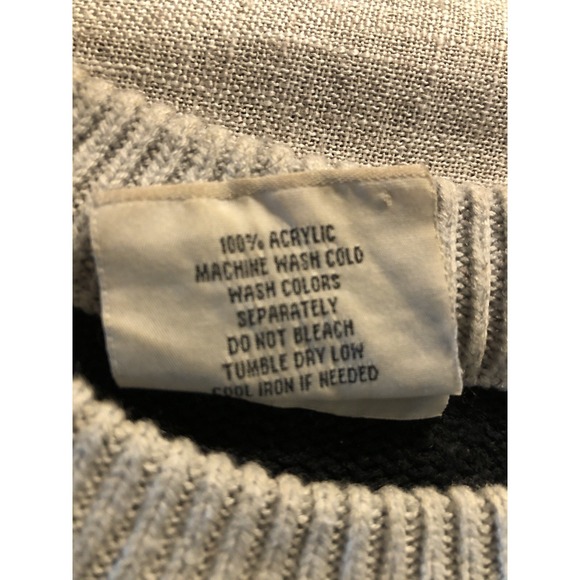 100% ACRYLIC
MACHINE WASH COLD
WASH COLORS
SEPARATELY
DO NOT BLEACH
TUMBLE DRY LOW
COOL IRON IF NEEDED